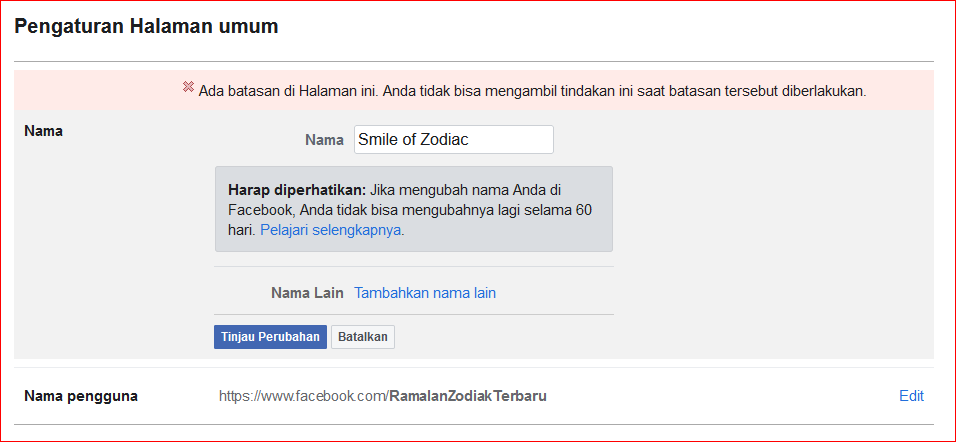 Pengaturan Halaman umum
Ada batasan di Halaman ini. Anda tidak bisa mengambil tindakan ini saat batasan tersebut diberlakukan.
Nama
Nama Smile of Zodiac
Harap diperhatikan: Jika mengubah nama Anda di
Facebook, Anda tidak bisa mengubahnya lagi selama 60
hari. Pelajari selengkapnya.
Nama Lain Tambahkan nama lain
Tinjau Perubahan Batalkan
Nama pengguna https://www.facebook.com/RamalanZodiakTerbaru Edit